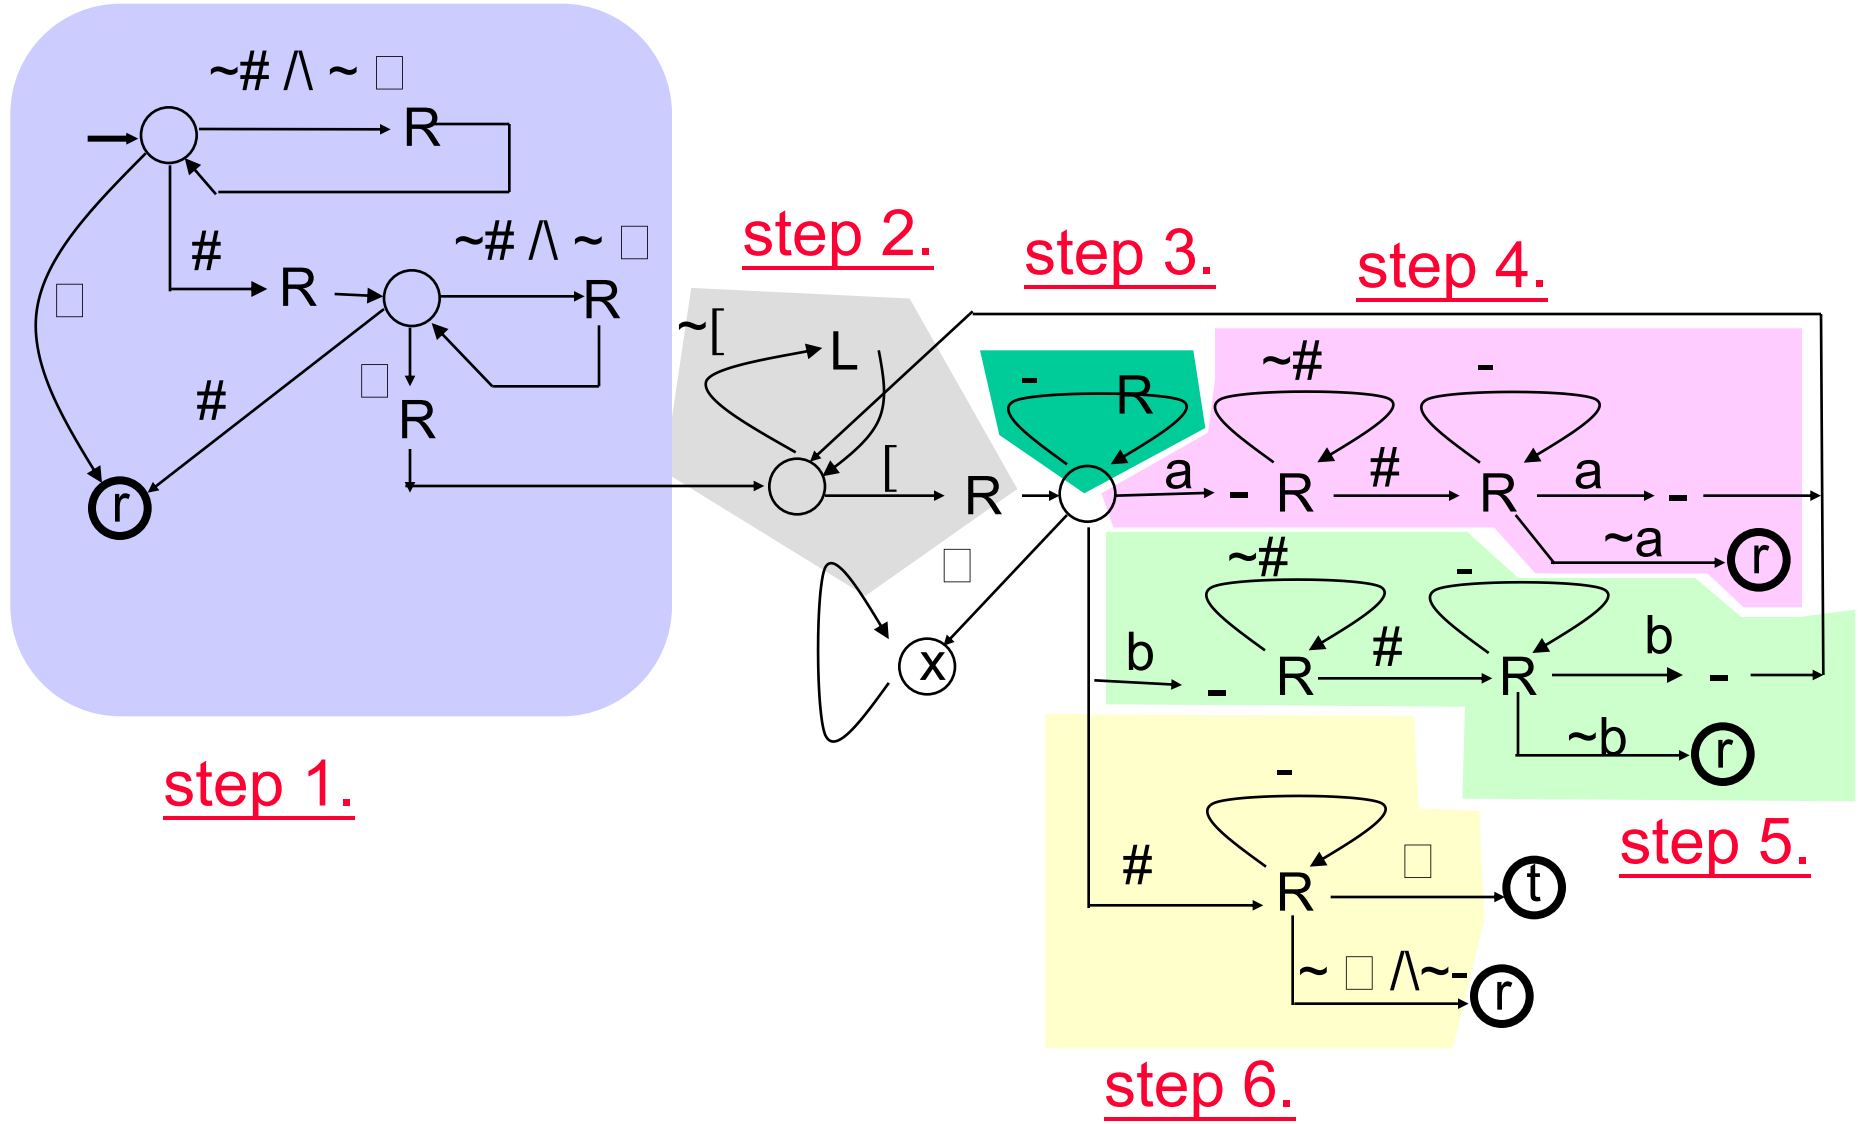 ~# /\ ~ □
R
#
R
□
~# /\ ~ □
R
#
□
R
r
step 1.
step 2.
~[
L
[
R
step 3.
-
R
□
x
step 4.
~#
-
a
- R
#
R
a
-
~a
r
~#
-
b
- R
#
R
b
-
~b
r
step 5.
-
#
R
□
t
~ □ /\~-
r
step 6.